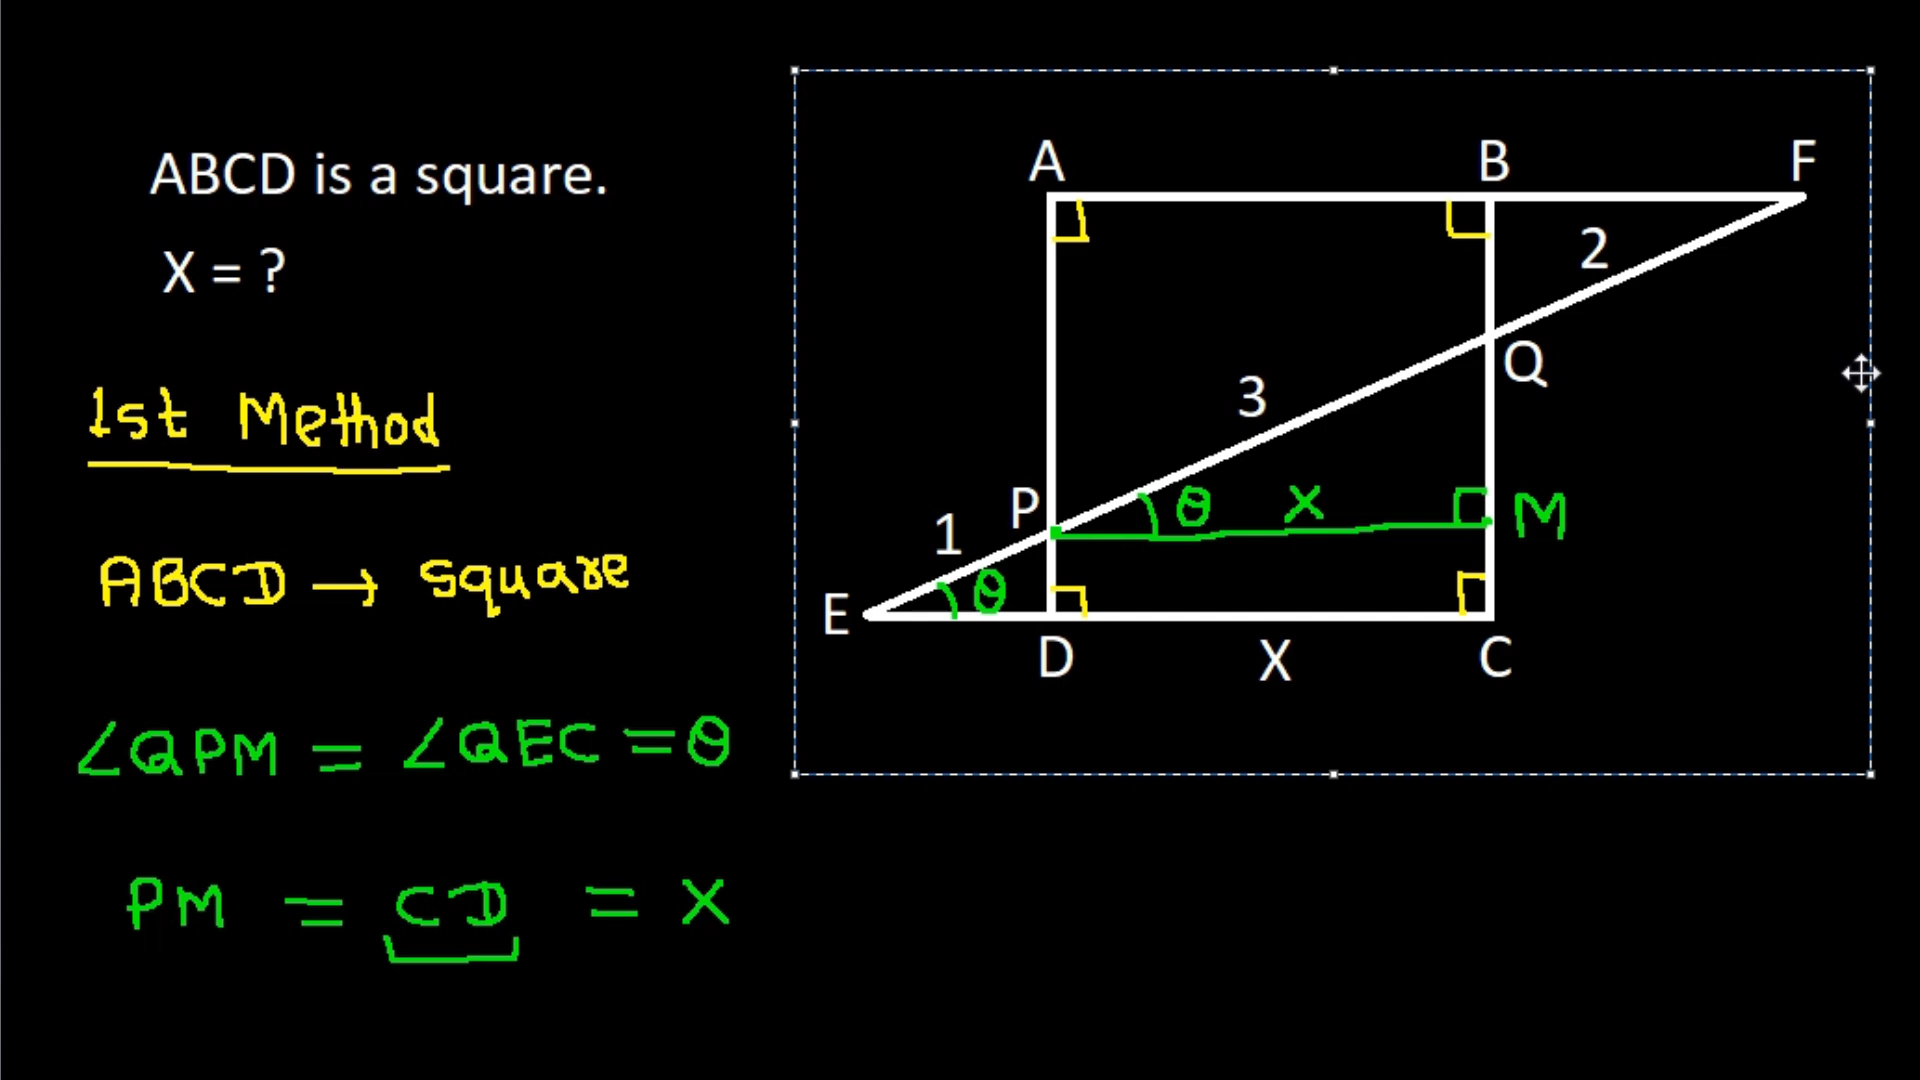 ABCD is a square.
X = ?
1st Method
ABCD → square
∠QPM = ∠QEC = θ
PM = CD = X
A B F
2
Q
3
P θ X M
1
E θ
D X C